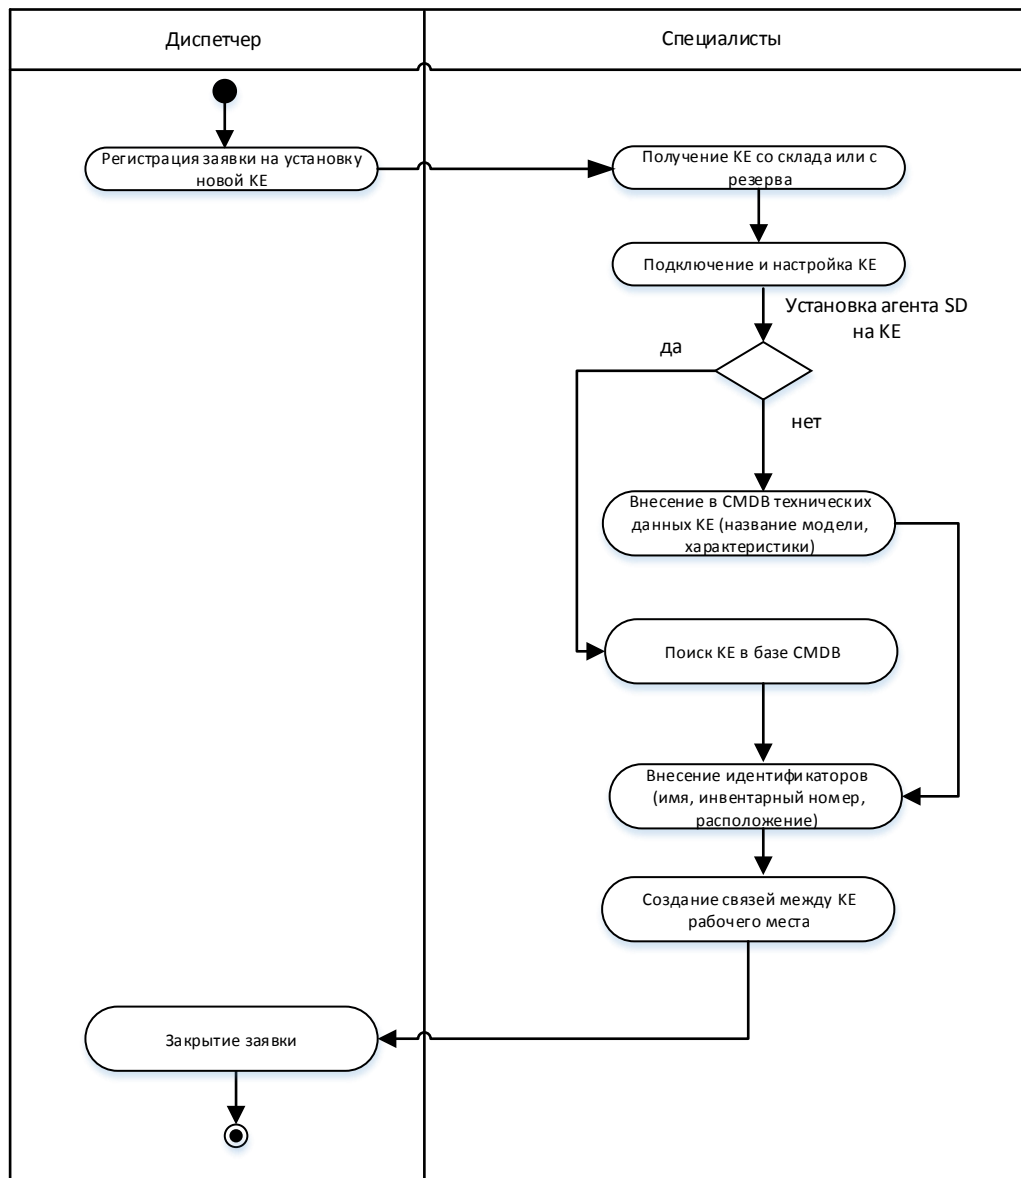 Диспетчер
Специалисты
Регистрация заявки на установку
новой КЕ
Получение КЕ со склада или с
резерва
Подключение и настройка КЕ
Установка агента SD
на КЕ
да
нет
Внесение в CMDB технических
данных КЕ (название модели,
характеристики)
Поиск КЕ в базе CMDB
Внесение идентификаторов
(имя, инвентарный номер,
расположение)
Создание связей между КЕ
рабочего места
Закрытие заявки